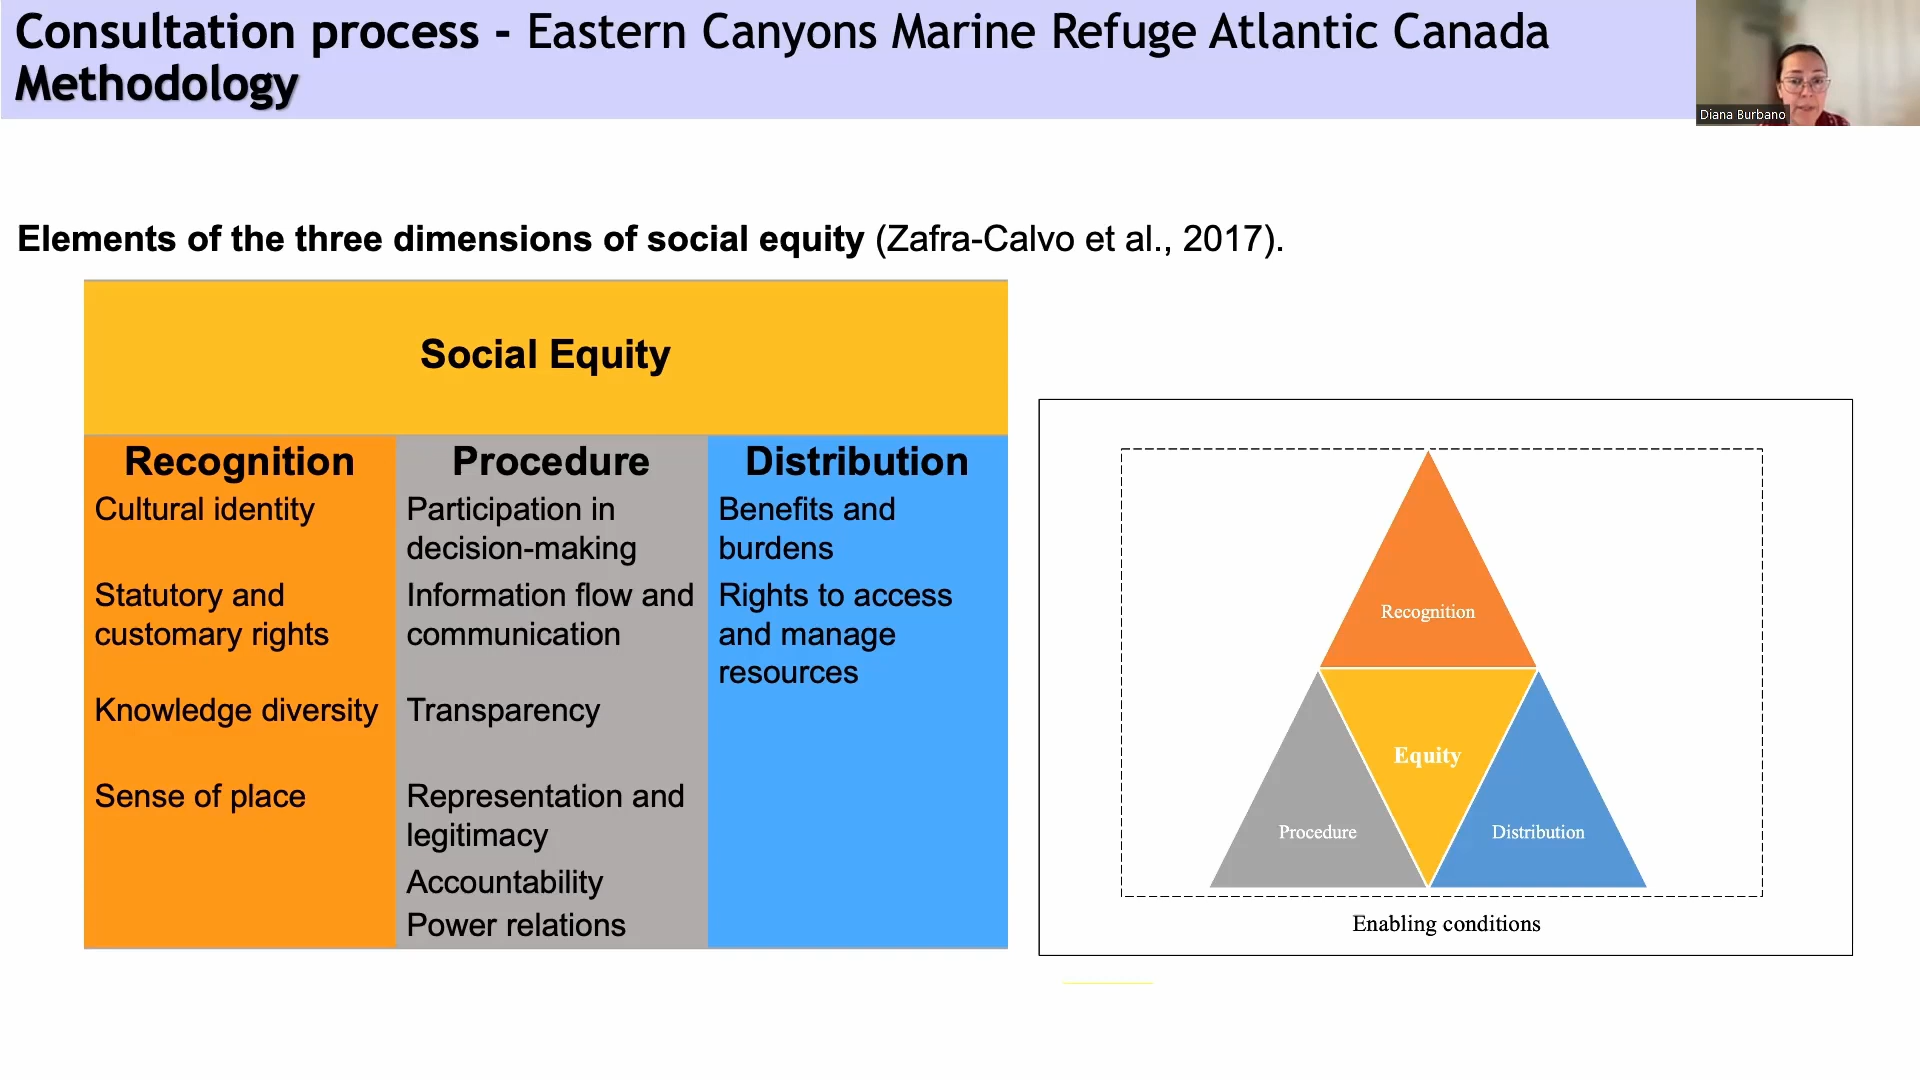 Consultation process - Eastern Canyons Marine Refuge Atlantic Canada
Methodology
Diana Burbano
Elements of the three dimensions of social equity (Zafra-Calvo et al., 2017).
Social Equity
Recognition
Cultural identity
Statutory and
customary rights
Knowledge diversity
Sense of place
Procedure
Participation in
decision-making
Information flow and
communication
Transparency
Representation and
legitimacy
Accountability
Power relations
Distribution
Benefits and
burdens
Rights to access
and manage
resources
Recognition
Equity
Procedure
Distribution
Enabling conditions